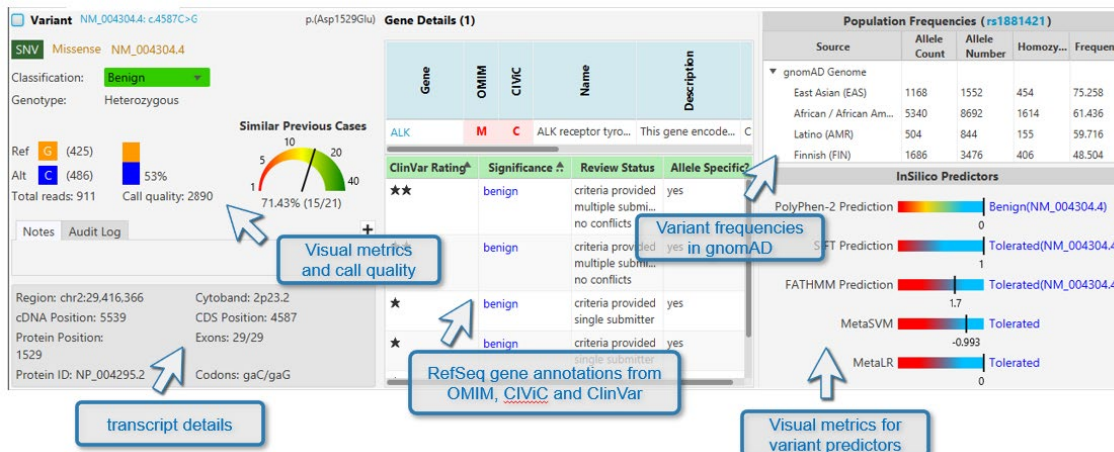 Variant NM_004304.4: c.4587C>G p.(Asp1529Glu)
SNV Missense NM_004304.4
Classification: Benign
Genotype: Heterozygous
Similar Previous Cases
Ref G (425)
Alt C (486)
53%
Total reads: 911 Call quality: 2890
1 5 10 20 40
71.43% (15/21)
Notes Audit Log +
Visual metrics
and call quality
Region: chr2:29,416,366 Cytoband: 2p23.2
cDNA Position: 5539 CDS Position: 4587
Protein Position: Exons: 29/29
1529
Protein ID: NP_004295.2 Codons: gaC/gaG
transcript details
Gene Details (1)
Gene OMIM CIViC Name Description
ALK M C ALK receptor tyro... This gene encode... C
ClinVar Rating Significance Review Status Allele Specific?
★★ benign criteria provided yes
multiple submi...
no conflicts
benign criteria provided yes
multiple submi...
no conflicts
★ benign criteria provided yes
single submitter
★ benign criteria provided yes
single submitter
RefSeq gene annotations from
OMIM, CIViC and ClinVar
Population Frequencies (rs1881421)
Source Allele Count Allele Number Homozy... Frequen
gnomAD Genome
East Asian (EAS) 1168 1552 454 75.258
African / African Am... 5340 8692 1614 61.436
Latino (AMR) 504 844 155 59.716
Finnish (FIN) 1686 3476 406 48.504
Variant frequencies
in gnomAD
InSilico Predictors
PolyPhen-2 Prediction Benign(NM_004304.4)
0
Prediction Tolerated(NM_004304.4
1
FATHMM Prediction Tolerated(NM_004304.4
1.7
MetaSVM Tolerated
-0.993
MetaLR Tolerated
0
Visual metrics for
variant predictors